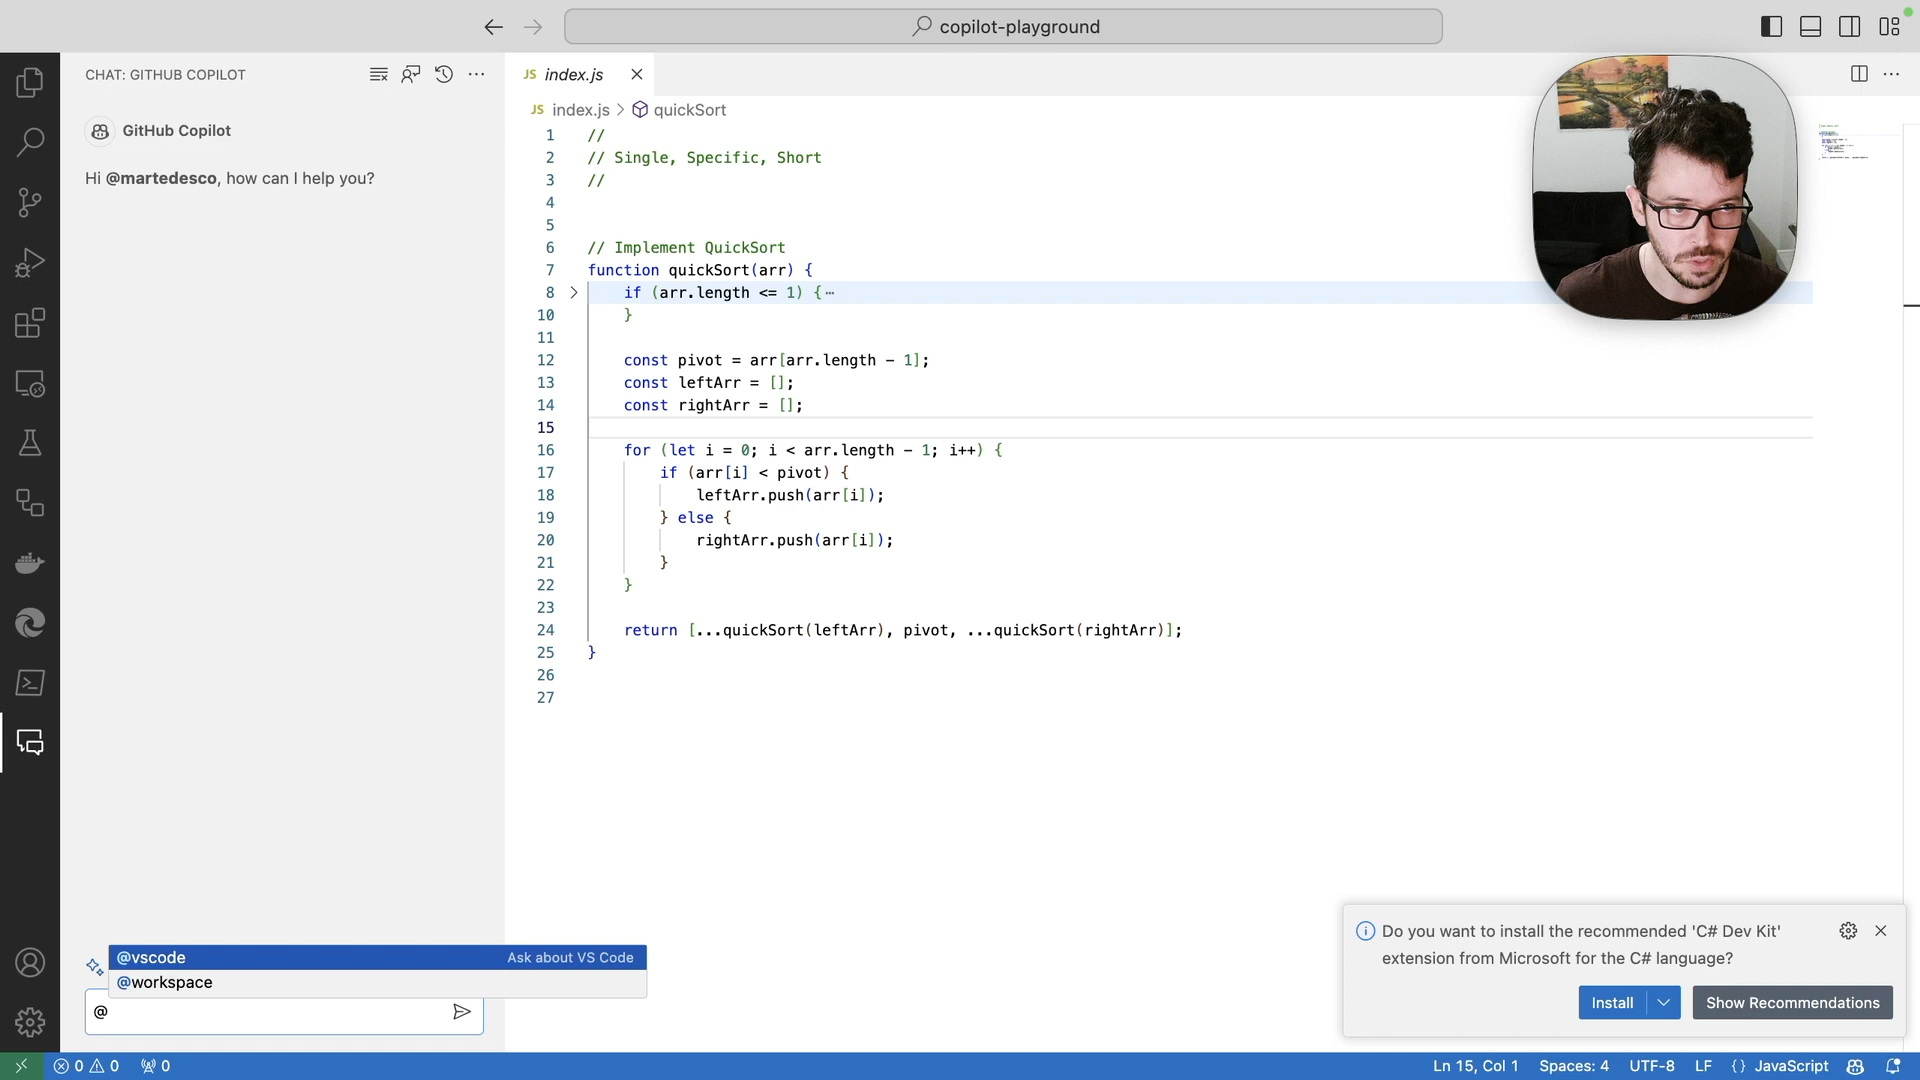 copilot-playground
CHAT: GITHUB COPILOT
GitHub Copilot
Hi @martedesco, how can I help you?
@vscode Ask about VS Code
@workspace
@
JS index.js
JS index.js > quickSort
1 //
2 // Single, Specific, Short
3 //
4
5
6 // Implement QuickSort
7 function quickSort(arr) {
8 if (arr.length <= 1) {⋯
10 }
11
12 const pivot = arr[arr.length - 1];
13 const leftArr = [];
14 const rightArr = [];
15
16 for (let i = 0; i < arr.length - 1; i++) {
17 if (arr[i] < pivot) {
18 leftArr.push(arr[i]);
19 } else {
20 rightArr.push(arr[i]);
21 }
22 }
23
24 return [...quickSort(leftArr), pivot, ...quickSort(rightArr)];
25 }
26
27
Do you want to install the recommended 'C# Dev Kit'
extension from Microsoft for the C# language?
Install
Show Recommendations
0 0 0
Ln 15, Col 1 Spaces: 4 UTF-8 LF {} JavaScript